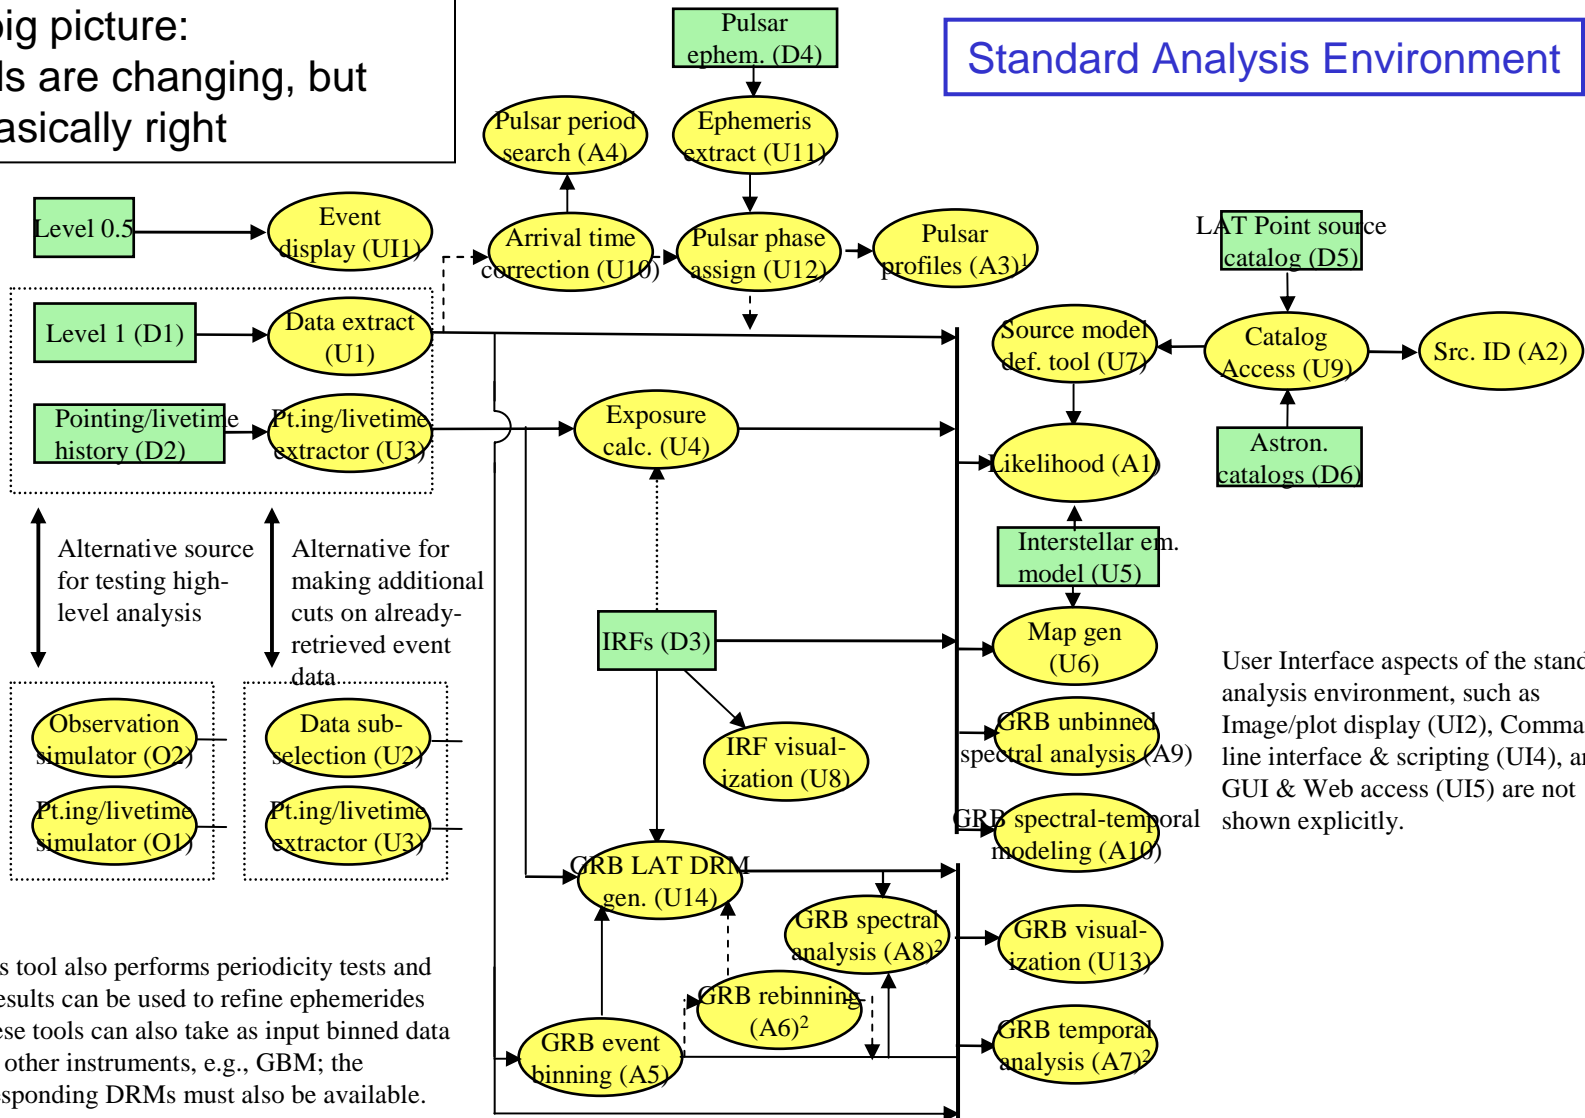 big picture:
ls are changing, but
asically right
Standard Analysis Environment
Pulsar
ephem. (D4)
Pulsar period
search (A4)
Ephemeris
extract (U11)
Level 0.5
Event
display (UI1)
Arrival time
correction (U10)
Pulsar phase
assign (U12)
Pulsar
profiles (A3)1
LAT Point source
catalog (D5)
Level 1 (D1)
Data extract
(U1)
Source model
def. tool (U7)
Catalog
Access (U9)
Src. ID (A2)
Pointing/livetime
history (D2)
Pt.ing/livetime
extractor (U3)
Exposure
calc. (U4)
Likelihood (A1)
Astron.
catalogs (D6)
Alternative source
for testing high-
level analysis
Alternative for
making additional
cuts on already-
retrieved event
data
Interstellar em.
model (U5)
IRFs (D3)
Map gen
(U6)
User Interface aspects of the stand
analysis environment, such as
Image/plot display (UI2), Comma
line interface & scripting (UI4), an
GUI & Web access (UI5) are not
shown explicitly.
Observation
simulator (O2)
Data sub-
selection (U2)
IRF visual-
ization (U8)
GRB unbinned
spectral analysis (A9)
Pt.ing/livetime
simulator (O1)
Pt.ing/livetime
extractor (U3)
GRB spectral-temporal
modeling (A10)
GRB LAT DRM
gen. (U14)
GRB spectral
analysis (A8)2
GRB visual-
ization (U13)
GRB rebinning
(A6)2
GRB event
binning (A5)
GRB temporal
analysis (A7)2
s tool also performs periodicity tests and
esults can be used to refine ephemerides
ese tools can also take as input binned data
other instruments, e.g., GBM; the
esponding DRMs must also be available.